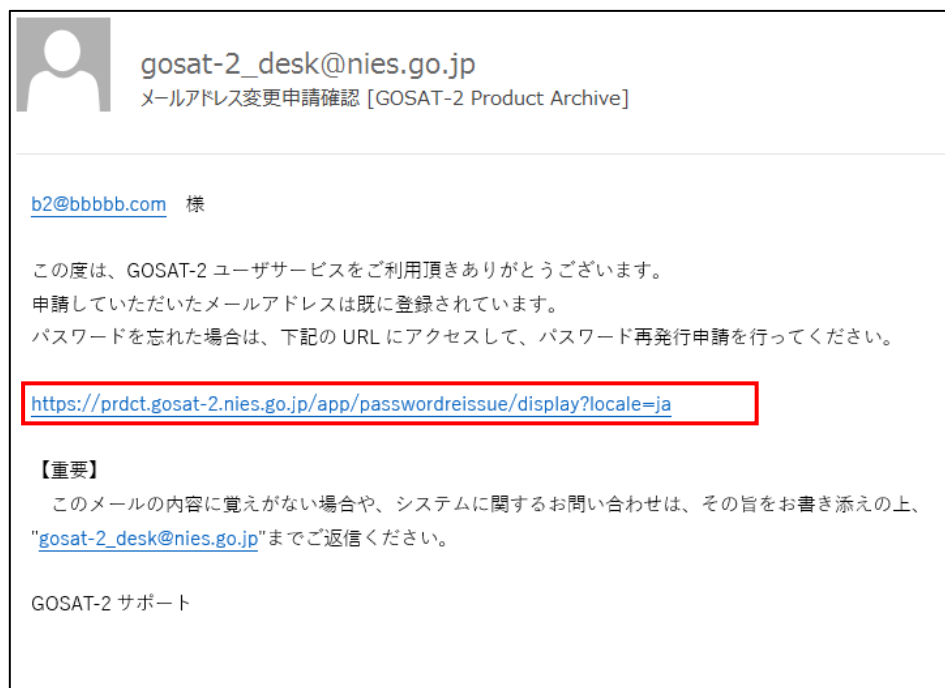 gosat-2_desk@nies.go.jp
メールアドレス変更申請確認 [GOSAT-2 Product Archive]
b2@bbbbb.com　様
この度は、GOSAT-2 ユーザサービスをご利用頂きありがとうございます。
申請していただいたメールアドレスは既に登録されています。
パスワードを忘れた場合は、下記の URL にアクセスして、パスワード再発行申請を行ってください。
https://prdct.gosat-2.nies.go.jp/app/passwordreissue/display?locale=ja
【重要】
　このメールの内容に覚えがない場合や、システムに関するお問い合わせは、その旨をお書き添えの上、
"gosat-2_desk@nies.go.jp"までご返信ください。
GOSAT-2 サポート